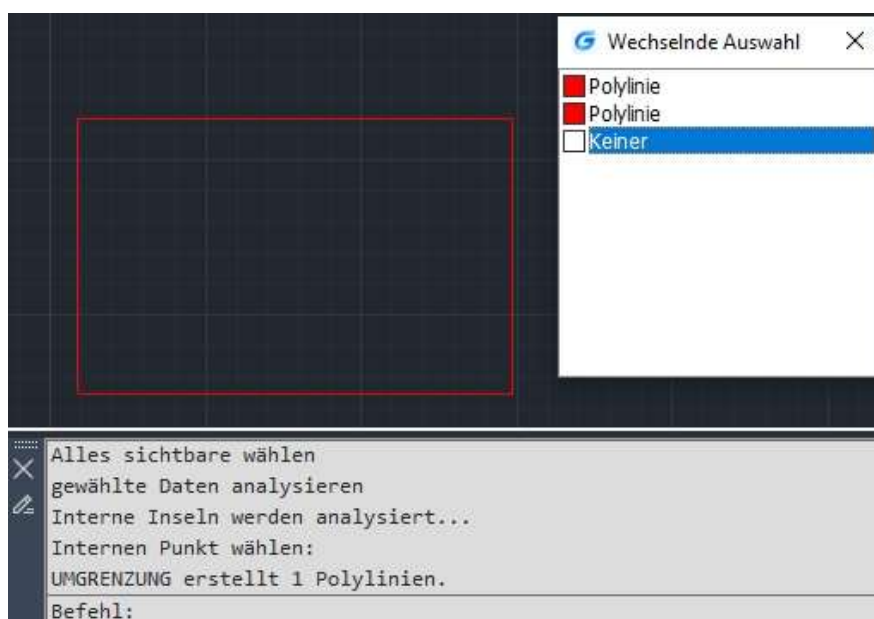 Wechselnde Auswahl
Polylinie
Polylinie
Keiner
Alles sichtbare wählen
gewählte Daten analysieren
Interne Inseln werden analysiert...
Internen Punkt wählen:
UMGRENZUNG erstellt 1 Polylinien.
Befehl: